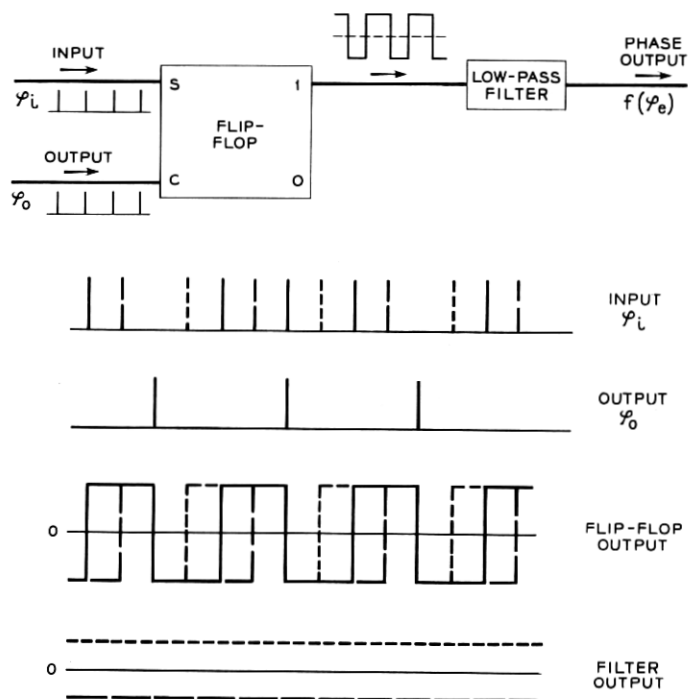 INPUT
φi
OUTPUT
φo
S
1
FLIP-
FLOP
C
0
LOW-PASS
FILTER
PHASE
OUTPUT
f(φe)
INPUT
φi
OUTPUT
φo
0
FLIP-FLOP
OUTPUT
0
FILTER
OUTPUT